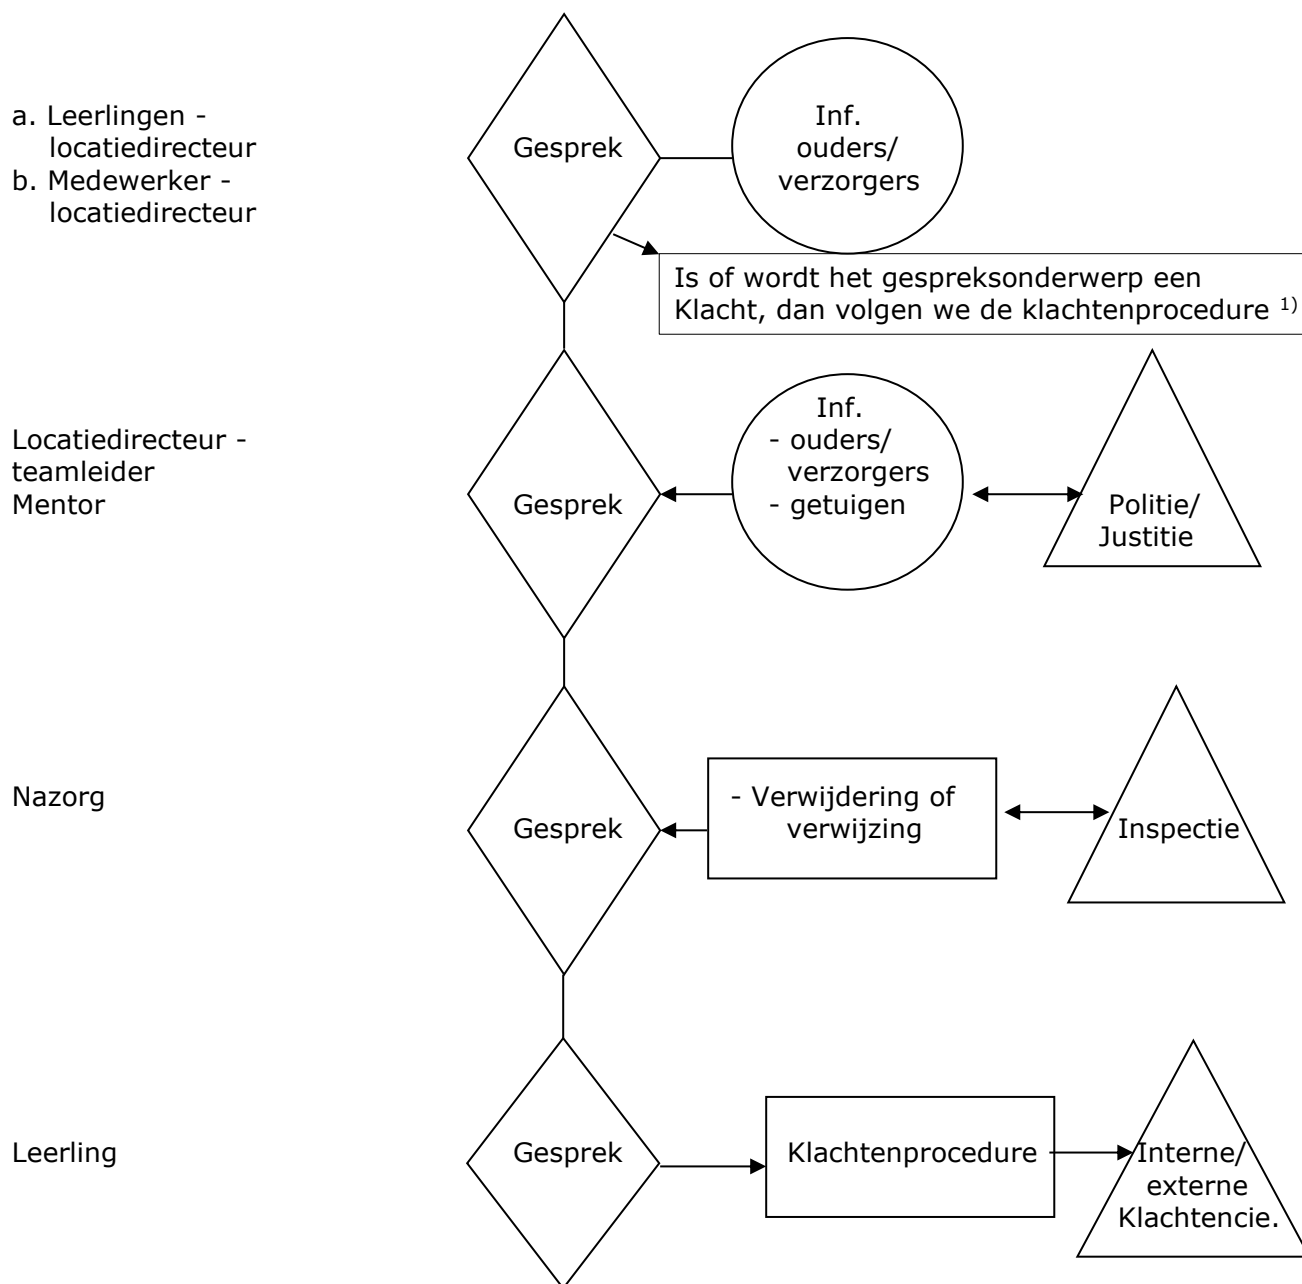 a. Leerlingen -
locatiedirecteur
b. Medewerker -
locatiedirecteur
Gesprek
Inf.
ouders/
verzorgers
Is of wordt het gespreksonderwerp een
Klacht, dan volgen we de klachtenprocedure 1)
Locatiedirecteur -
teamleider
Mentor
Gesprek
Inf.
- ouders/
verzorgers
- getuigen
Politie/
Justitie
Nazorg
Gesprek
- Verwijdering of
verwijzing
Inspectie
Leerling
Gesprek
Klachtenprocedure
Interne/
externe
Klachtencie.